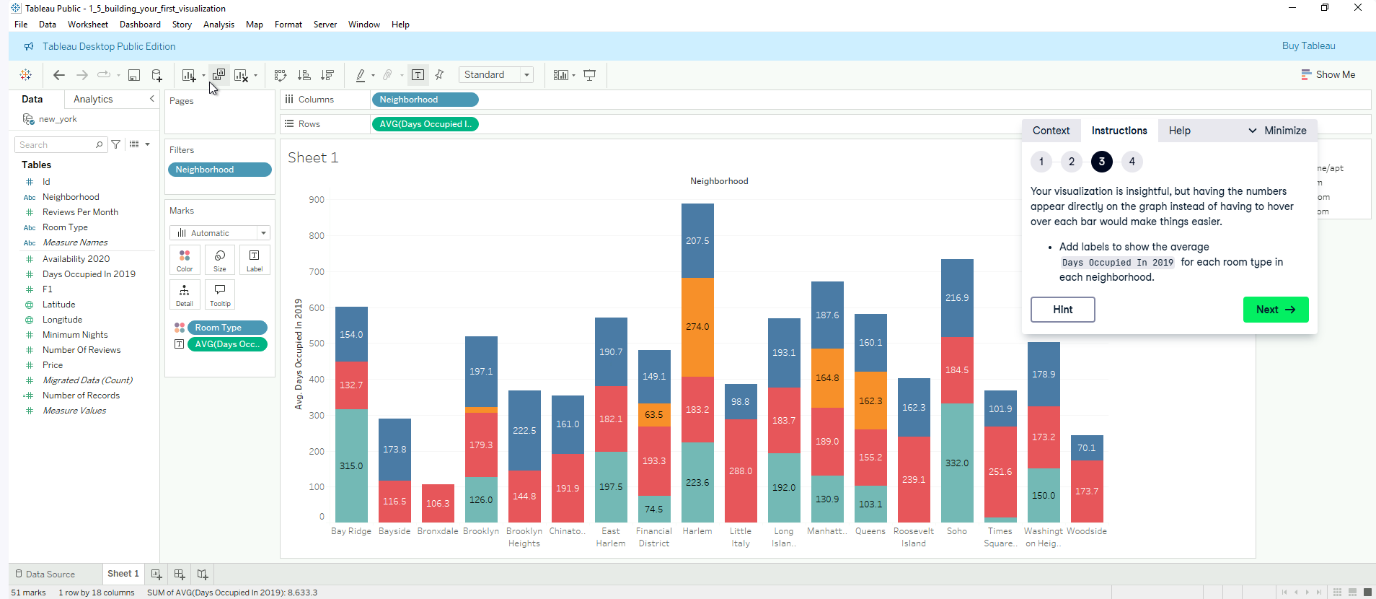 Tableau Public - 1_5_building_your_first_visualization
File Data Worksheet Dashboard Story Analysis Map Format Server Window Help
Tableau Desktop Public Edition Buy Tableau
Standard Show Me
Data Analytics
new_york
Search
Tables
# Id
Abc Neighborhood
# Reviews Per Month
Abc Room Type
Abc Measure Names
# Availability 2020
# Days Occupied In 2019
# F1
Latitude
Longitude
# Minimum Nights
# Number Of Reviews
# Price
# Migrated Data (Count)
# Number of Records
# Measure Values
Pages
Filters
Neighborhood
Marks
Automatic
Color Size Label
Detail Tooltip
Room Type
AVG(Days Occ..
Columns Neighborhood
Rows AVG(Days Occupied I..
Sheet 1
Neighborhood
Avg. Days Occupied In 2019
900
800
700
600
500
400
300
200
100
0
154.0
132.7
315.0
173.8
116.5
106.3
197.1
179.3
126.0
222.5
144.8
161.0
191.9
190.7
182.1
197.5
149.1
63.5
193.3
74.5
207.5
274.0
183.2
223.6
98.8
288.0
193.1
183.7
192.0
187.6
164.8
189.0
130.9
160.1
162.3
155.2
103.1
162.3
239.1
216.9
184.5
332.0
101.9
251.6
178.9
173.2
150.0
70.1
173.7
Bay Ridge
Bayside
Bronxdale
Brooklyn
Brooklyn
Heights
Chinato..
East
Harlem
Financial
District
Harlem
Little
Italy
Long
Islan..
Manhatt..
Queens
Roosevelt
Island
Soho
Times
Square..
Washingt
on Heig..
Woodside
me/apt
m
om
om
Context Instructions Help Minimize
1 2 3 4
Your visualization is insightful, but having the numbers
appear directly on the graph instead of having to hover
over each bar would make things easier.
• Add labels to show the average
Days Occupied In 2019 for each room type in
each neighborhood.
Hint Next →
Data Source Sheet 1
51 marks 1 row by 18 columns SUM of AVG(Days Occupied In 2019): 8,633.3